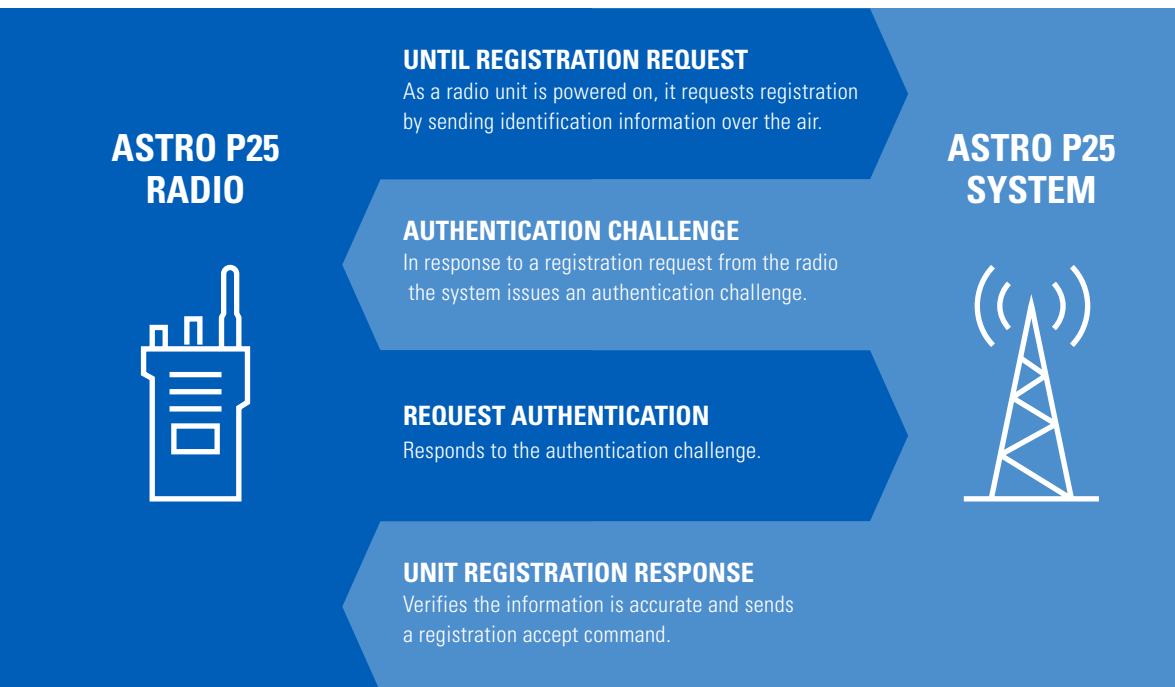 UNTIL REGISTRATION REQUEST
As a radio unit is powered on, it requests registration
by sending identification information over the air.
ASTRO P25
RADIO
ASTRO P25
SYSTEM
AUTHENTICATION CHALLENGE
In response to a registration request from the radio
the system issues an authentication challenge.
REQUEST AUTHENTICATION
Responds to the authentication challenge.
UNIT REGISTRATION RESPONSE
Verifies the information is accurate and sends
a registration accept command.